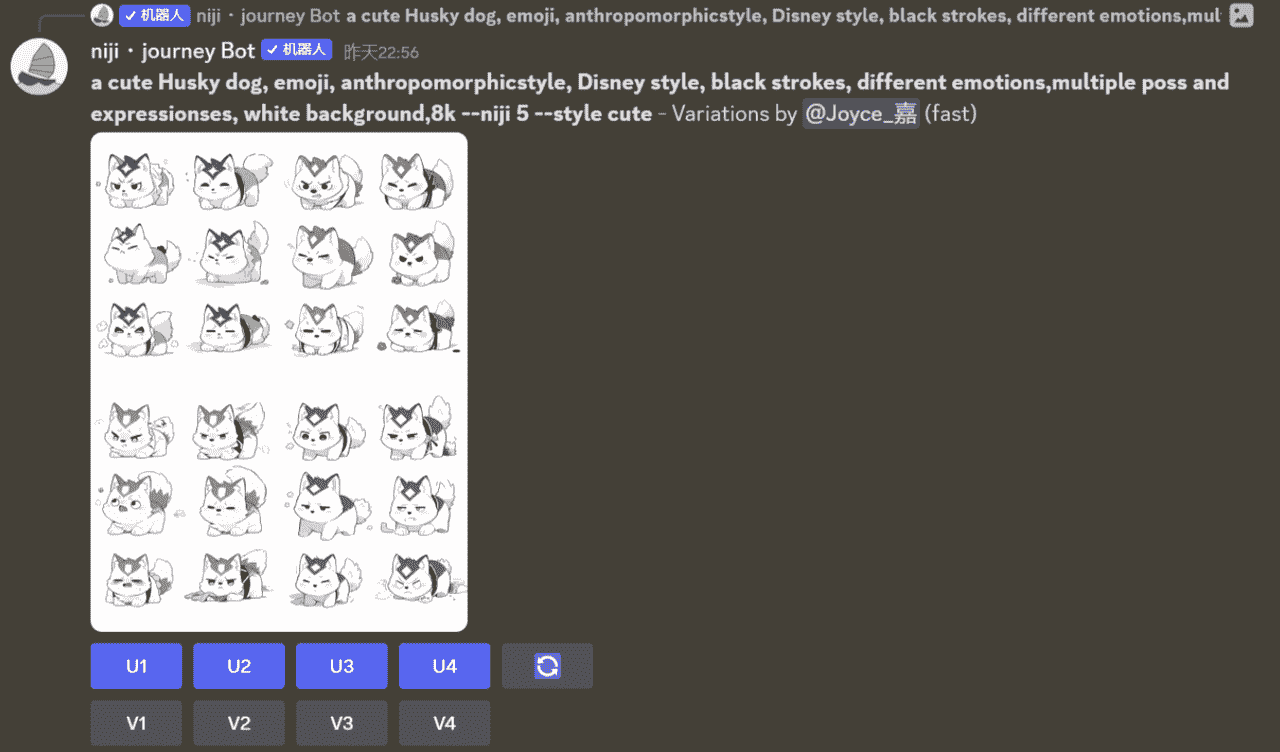 ✓ 机器人 niji · journey Bot a cute Husky dog, emoji, anthropomorphicstyle, Disney style, black strokes, different emotions,mul
niji · journey Bot ✓ 机器人 昨天22:56
a cute Husky dog, emoji, anthropomorphicstyle, Disney style, black strokes, different emotions,multiple poss and
expressionses, white background,8k --niji 5 --style cute - Variations by @Joyce_嘉 (fast)
U1 U2 U3 U4
V1 V2 V3 V4